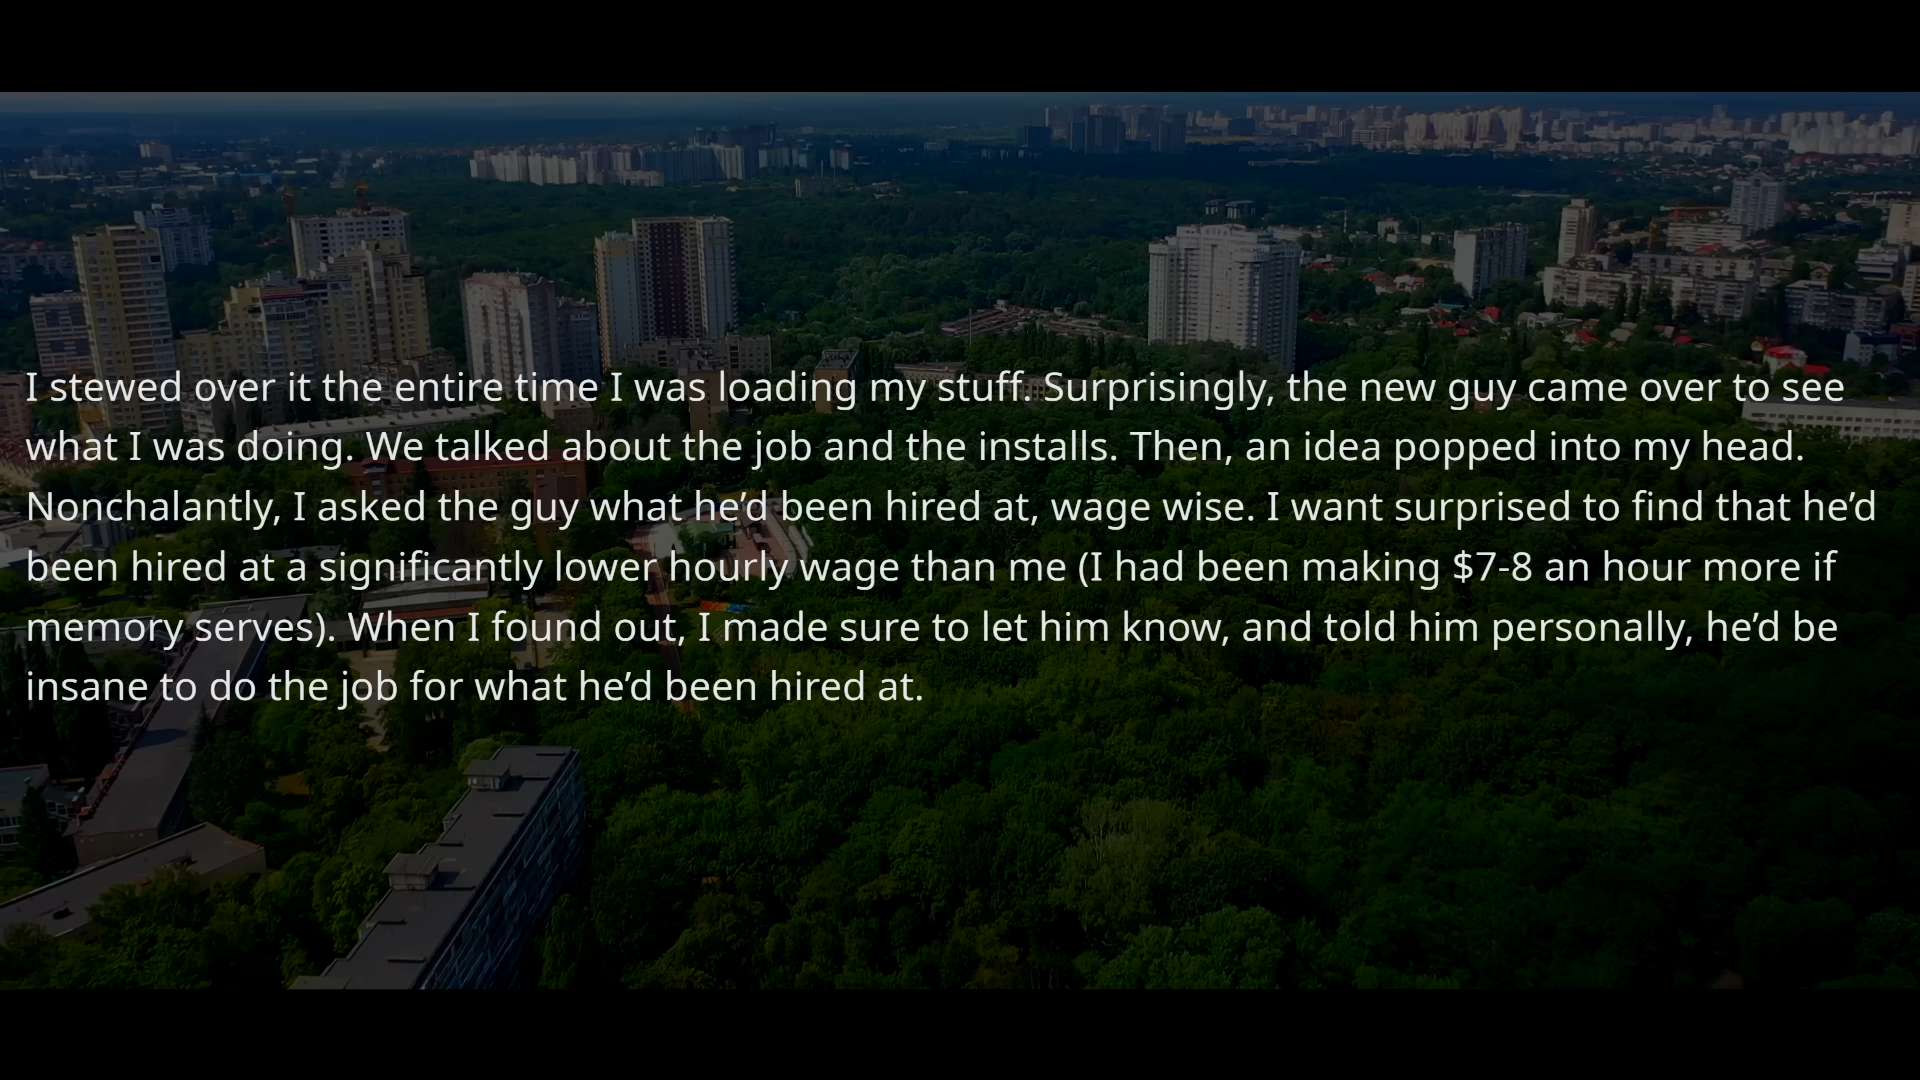 I stewed over it the entire time I was loading my stuff. Surprisingly, the new guy came over to see
what I was doing. We talked about the job and the installs. Then, an idea popped into my head.
Nonchalantly, I asked the guy what he’d been hired at, wage wise. I want surprised to find that he’d
been hired at a significantly lower hourly wage than me (I had been making $7-8 an hour more if
memory serves). When I found out, I made sure to let him know, and told him personally, he’d be
insane to do the job for what he’d been hired at.